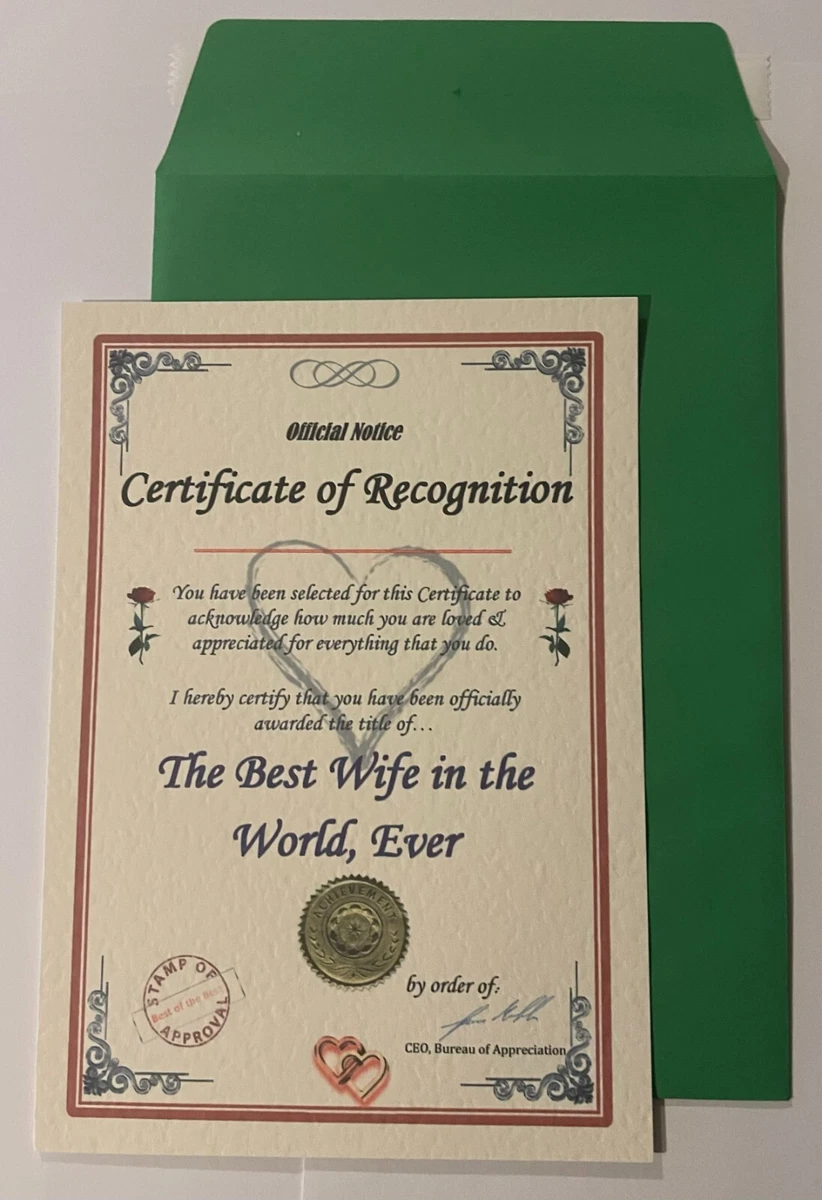 Official Notice
Certificate of Recognition
You have been selected for this Certificate to
acknowledge how much you are loved &
appreciated for everything that you do.
I hereby certify that you have been officially
awarded the title of...
The Best Wife in the
World, Ever
ACHIEVEMENT
STAMP OF
Best of the Best
APPROVAL
by order of:
CEO, Bureau of Appreciation